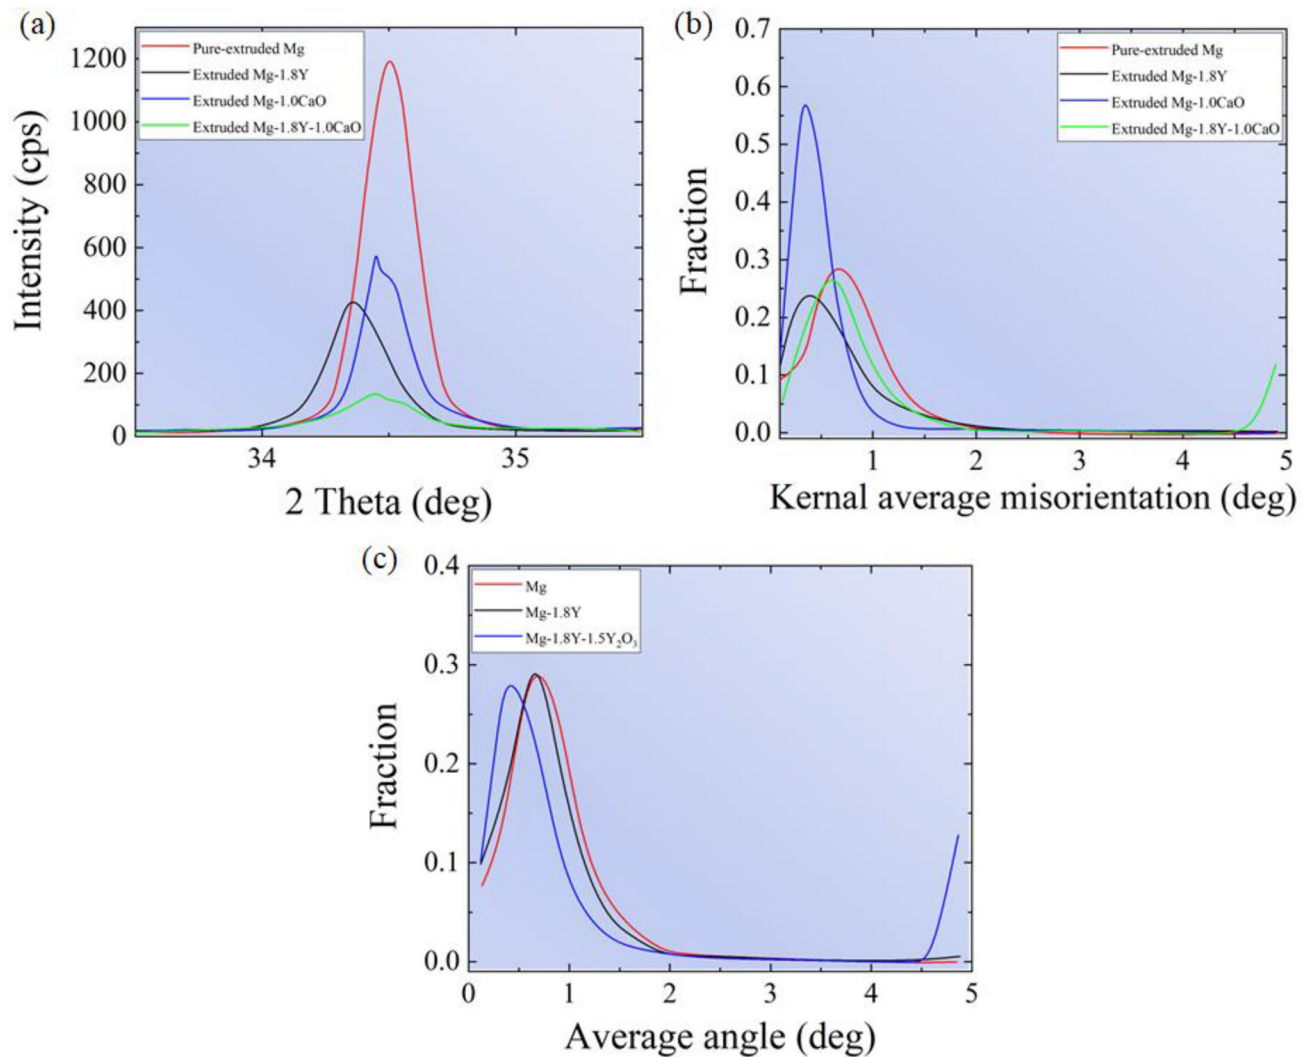 (a)
Pure-extruded Mg
Extruded Mg-1.8Y
Extruded Mg-1.0CaO
Extruded Mg-1.8Y-1.0CaO
1200
1000
800
600
400
200
0
Intensity (cps)
34
35
2 Theta (deg)
(b)
Pure-extruded Mg
Extruded Mg-1.8Y
Extruded Mg-1.0CaO
Extruded Mg-1.8Y-1.0CaO
0.7
0.6
0.5
0.4
0.3
0.2
0.1
0.0
Fraction
1
2
3
4
5
Kernal average misorientation (deg)
(c)
Mg
Mg-1.8Y
Mg-1.8Y-1.5Y₂O₃
0.4
0.3
0.2
0.1
0.0
Fraction
0
1
2
3
4
5
Average angle (deg)